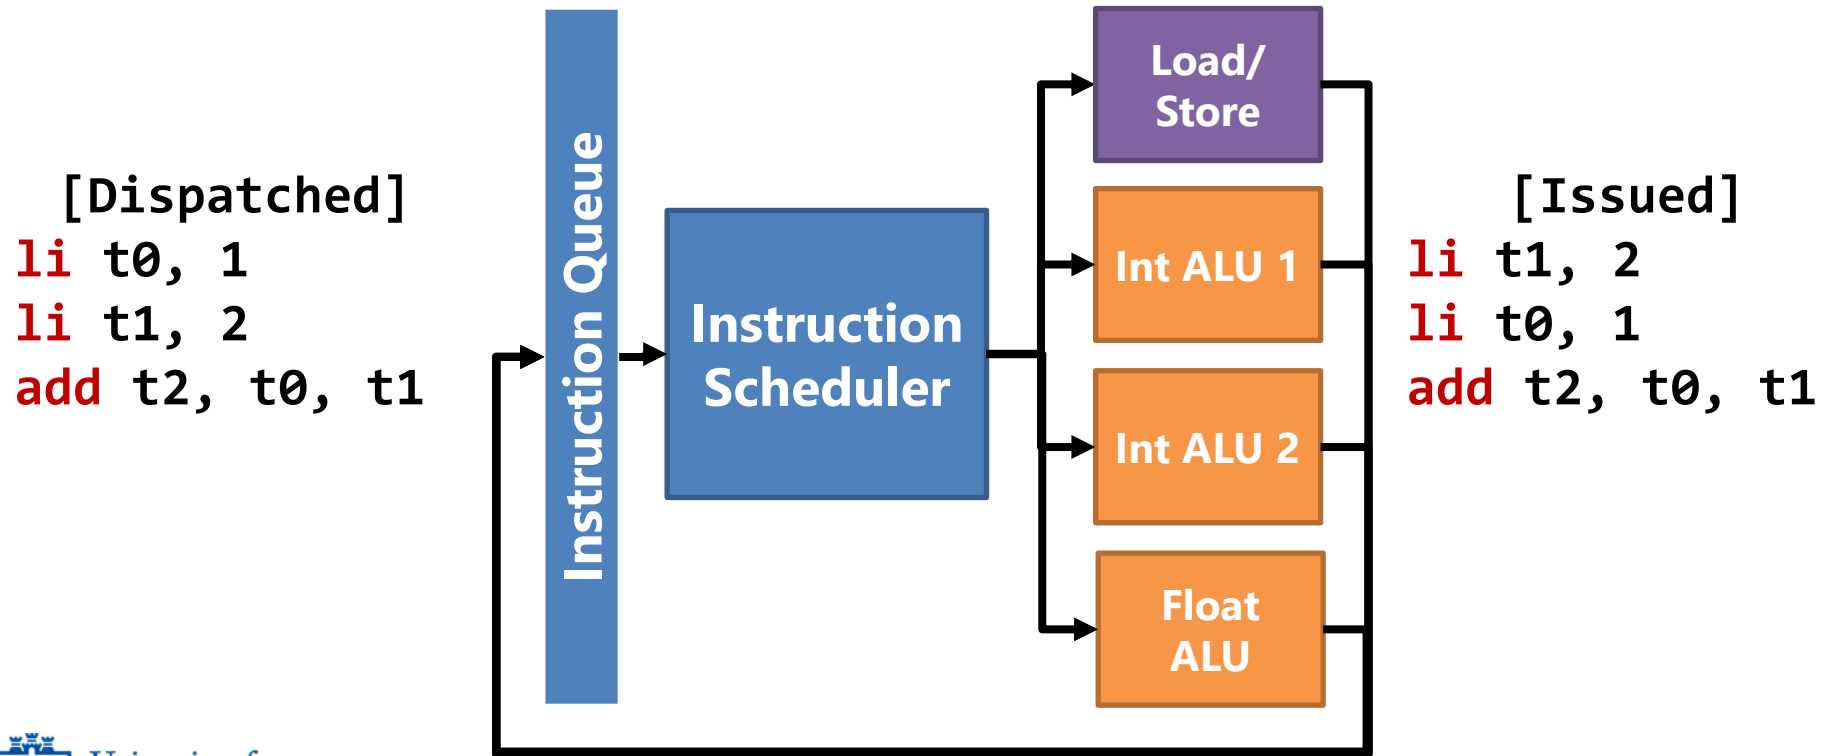 [Dispatched]
li t0, 1
li t1, 2
add t2, t0, t1
Instruction Queue
Instruction
Scheduler
Load/
Store
Int ALU 1
Int ALU 2
Float
ALU
[Issued]
li t1, 2
li t0, 1
add t2, t0, t1